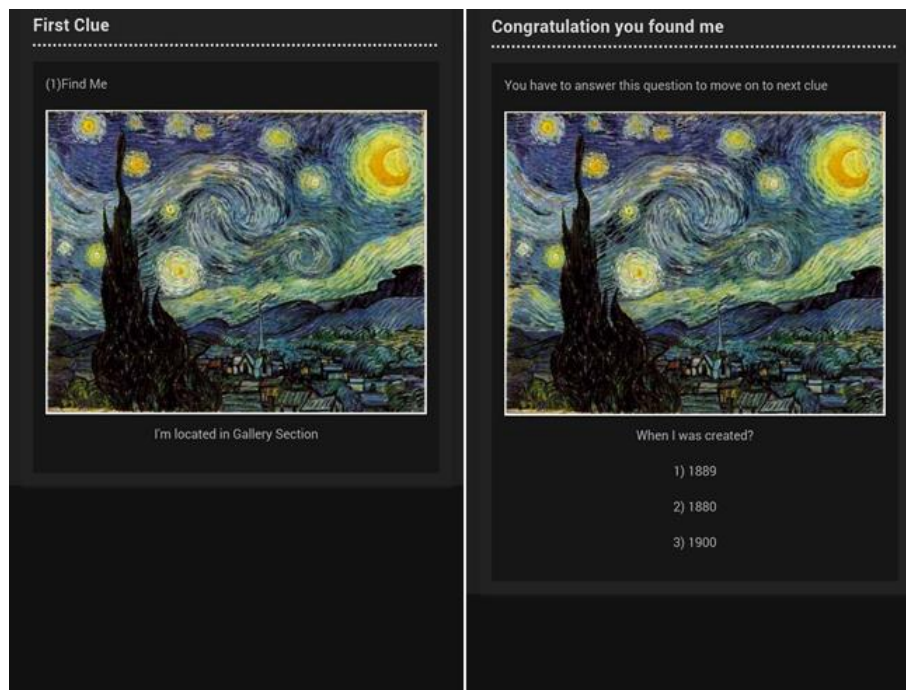 First Clue
(1)Find Me
I'm located in Gallery Section
Congratulation you found me
You have to answer this question to move on to next clue
When I was created?
1) 1889
2) 1880
3) 1900